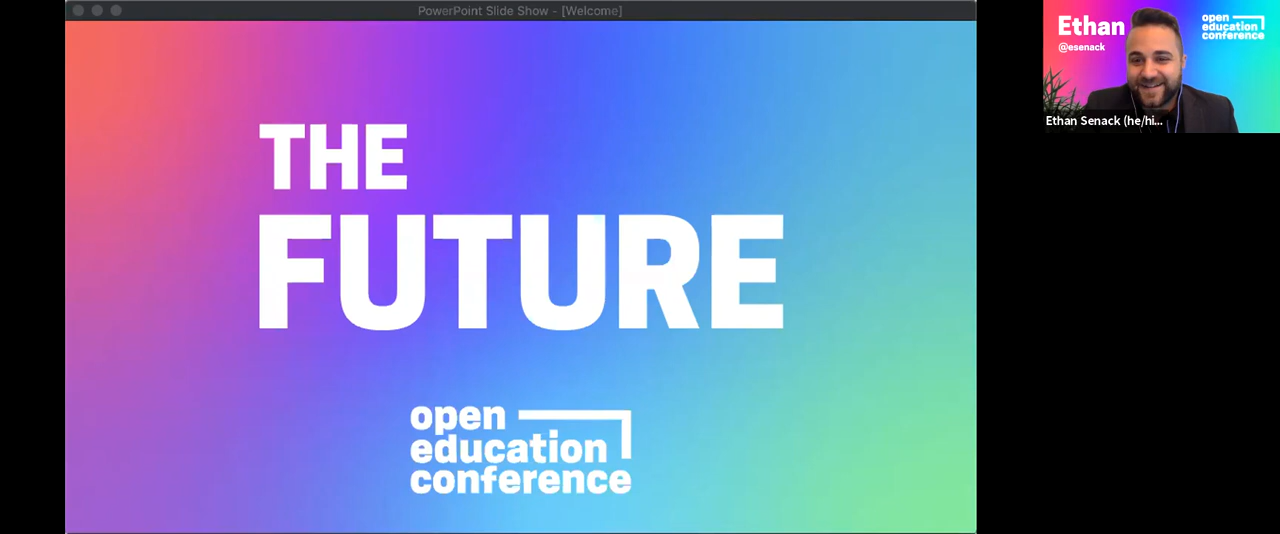 PowerPoint Slide Show - [Welcome]
THE
FUTURE
open
education
conference
Ethan
@esenack
open
education
conference
Ethan Senack (he/hi...